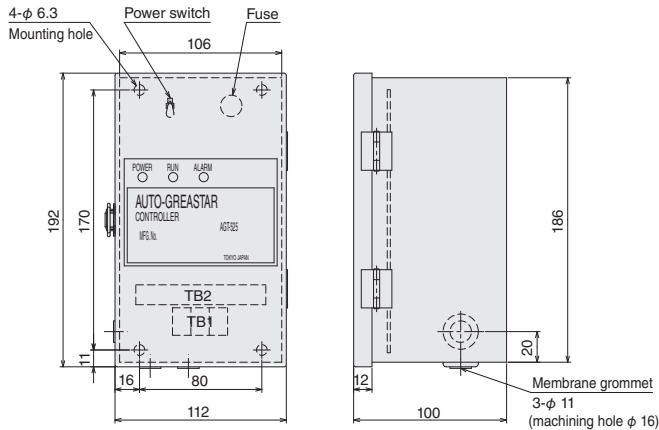 4-φ 6.3
Mounting hole
Power switch
Fuse
106
POWER RUN ALARM
AUTO-GREASTAR
CONTROLLER
AGT-325
MFG.No.
TOKYO JAPAN
TB2
TB1
192
170
11
16
80
112
186
20
12
100
Membrane grommet
3-φ 11
(machining hole φ 16)